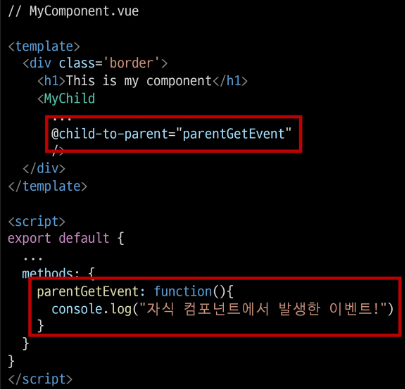 // MyComponent.vue
<template>
<div class='border'>
<h1>This is my component</h1>
<MyChild
...
@child-to-parent="parentGetEvent"
/>
</div>
</template>
<script>
export default {
...
methods: {
parentGetEvent: function(){
console.log("자식 컴포넌트에서 발생한 이벤트!")
}
}
}
</script>